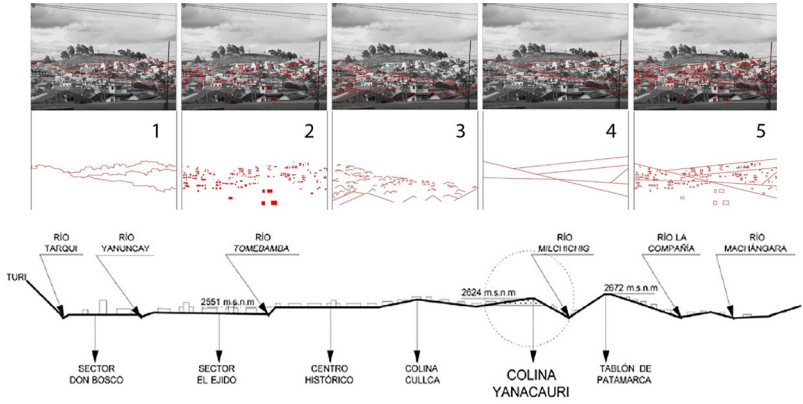 1
2
3
4
5
RÍO
TARQUI
RÍO
YANUNCAY
RÍO
TOMEBAMBA
RÍO
MILCHICHIG
RÍO LA
COMPAÑÍA
RÍO
MACHÁNGARA
TURI
2551 m.s.n.m
2624 m.s.n.m
2672 m.s.n.m
SECTOR
DON BOSCO
SECTOR
EL EJIDO
CENTRO
HISTÓRICO
COLINA
CULLCA
COLINA
YANACAURI
TABLÓN DE
PATAMARCA